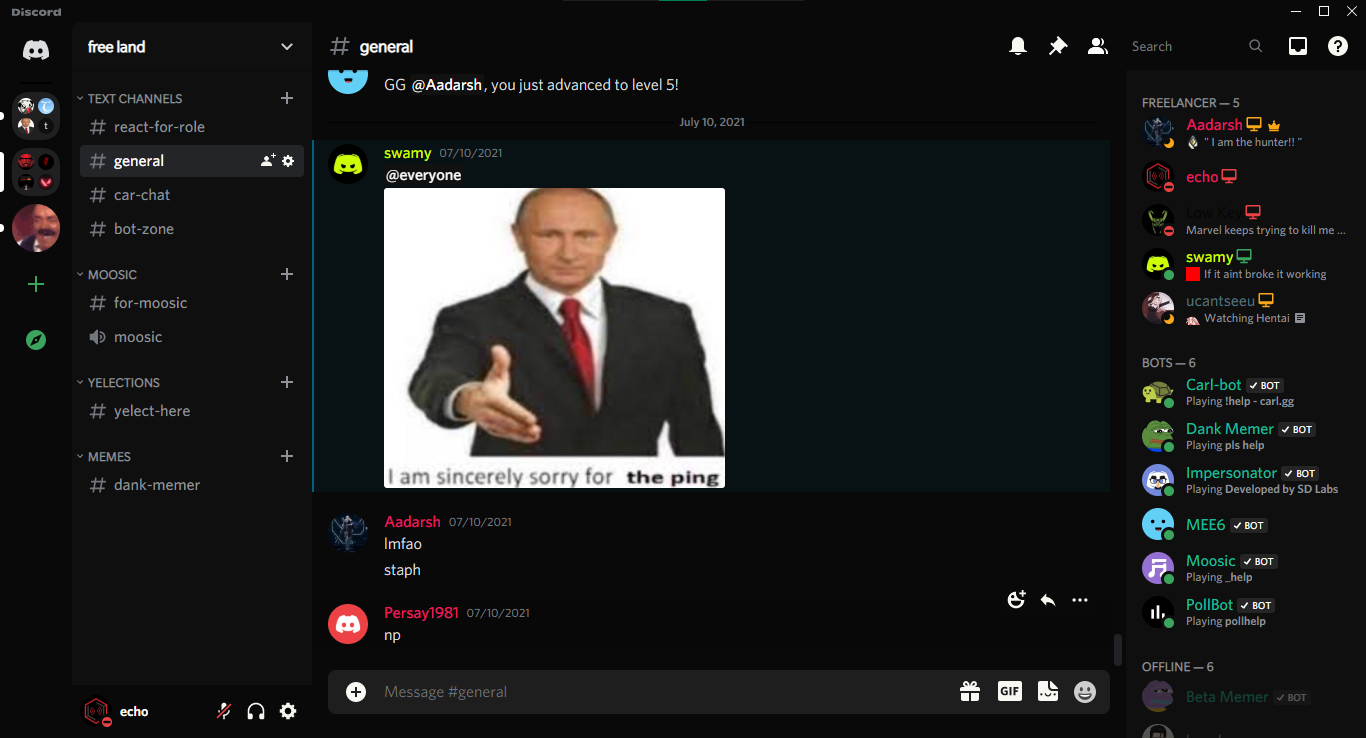 Discord
free land
TEXT CHANNELS
react-for-role
general
car-chat
bot-zone
MOOSIC
for-moosic
moosic
YELECTIONS
yelect-here
MEMES
dank-memer
echo
general
Search
GG @Aadarsh, you just advanced to level 5!
July 10, 2021
swamy 07/10/2021
@everyone
I am sincerely sorry for the ping
Aadarsh 07/10/2021
lmfao
staph
Persay1981 07/10/2021
np
Message #general
GIF
FREELANCER — 5
Aadarsh
" I am the hunter!! "
echo
Low Key
Marvel keeps trying to kill me ...
swamy
If it aint broke it working
ucantseeu
Watching Hentai
BOTS — 6
Carl-bot ✓ BOT
Playing !help - carl.gg
Dank Memer ✓ BOT
Playing pls help
Impersonator ✓ BOT
Playing Developed by SD Labs
MEE6 ✓ BOT
Moosic ✓ BOT
Playing _help
PollBot ✓ BOT
Playing pollhelp
OFFLINE — 6
Beta Memer ✓ BOT